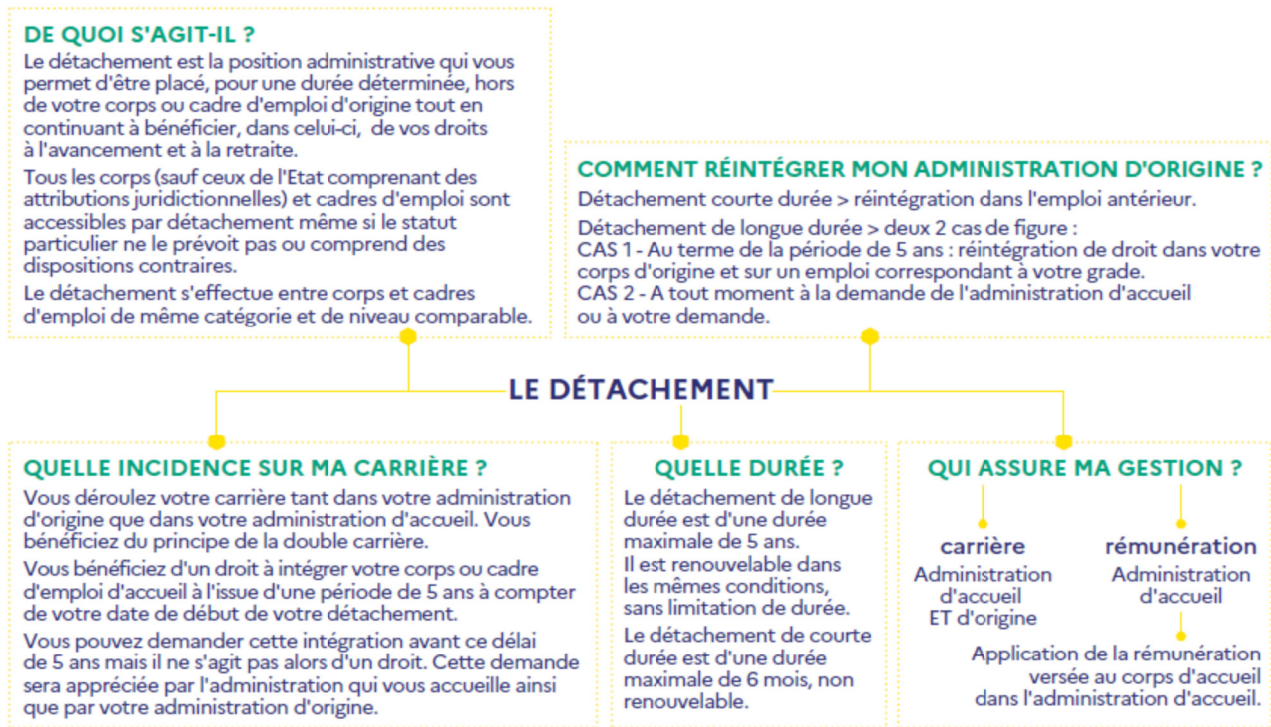 DE QUOI S'AGIT-IL ?
Le détachement est la position administrative qui vous
permet d'être placé, pour une durée déterminée, hors
de votre corps ou cadre d'emploi d'origine tout en
continuant à bénéficier, dans celui-ci, de vos droits
à l'avancement et à la retraite.
Tous les corps (sauf ceux de l'Etat comprenant des
attributions juridictionnelles) et cadres d'emploi sont
accessibles par détachement même si le statut
particulier ne le prévoit pas ou comprend des
dispositions contraires.
Le détachement s'effectue entre corps et cadres
d'emploi de même catégorie et de niveau comparable.
COMMENT RÉINTÉGRER MON ADMINISTRATION D'ORIGINE ?
Détachement courte durée > réintégration dans l'emploi antérieur.
Détachement de longue durée > deux 2 cas de figure :
CAS 1 - Au terme de la période de 5 ans : réintégration de droit dans votre
corps d'origine et sur un emploi correspondant à votre grade.
CAS 2 - A tout moment à la demande de l'administration d'accueil
ou à votre demande.
LE DÉTACHEMENT
QUELLE INCIDENCE SUR MA CARRIÈRE ?
Vous déroulez votre carrière tant dans votre administration
d'origine que dans votre administration d'accueil. Vous
bénéficiez du principe de la double carrière.
Vous bénéficiez d'un droit à intégrer votre corps ou cadre
d'emploi d'accueil à l'issue d'une période de 5 ans à compter
de votre date de début de votre détachement.
Vous pouvez demander cette intégration avant ce délai
de 5 ans mais il ne s'agit pas alors d'un droit. Cette demande
sera appréciée par l'administration qui vous accueille ainsi
que par votre administration d'origine.
QUELLE DURÉE ?
Le détachement de longue
durée est d'une durée
maximale de 5 ans.
Il est renouvelable dans
les mêmes conditions,
sans limitation de durée.
Le détachement de courte
durée est d'une durée
maximale de 6 mois, non
renouvelable.
QUI ASSURE MA GESTION ?
carrière
Administration
d'accueil
ET d'origine
rémunération
Administration
d'accueil
Application de la rémunération
versée au corps d'accueil
dans l'administration d'accueil.